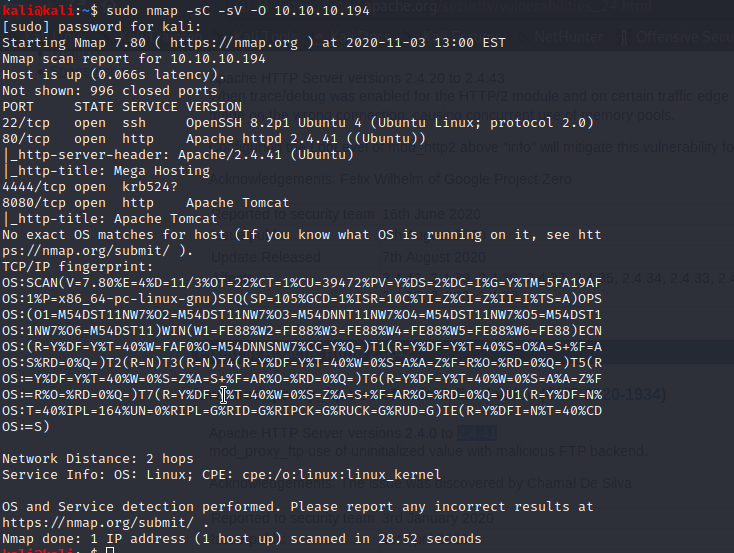 kali@kali:~$ sudo nmap -sC -sV -O 10.10.10.194
[sudo] password for kali:
Starting Nmap 7.80 ( https://nmap.org ) at 2020-11-03 13:00 EST
Nmap scan report for 10.10.10.194
Host is up (0.066s latency).
Not shown: 996 closed ports
PORT     STATE SERVICE VERSION
22/tcp   open  ssh     OpenSSH 8.2p1 Ubuntu 4 (Ubuntu Linux; protocol 2.0)
80/tcp   open  http    Apache httpd 2.4.41 ((Ubuntu))
|_http-server-header: Apache/2.4.41 (Ubuntu)
|_http-title: Mega Hosting
4444/tcp open  krb524?
8080/tcp open  http    Apache Tomcat
|_http-title: Apache Tomcat
No exact OS matches for host (If you know what OS is running on it, see htt
ps://nmap.org/submit/ ).
TCP/IP fingerprint:
OS:SCAN(V=7.80%E=4%D=11/3%OT=22%CT=1%CU=39472%PV=Y%DS=2%DC=I%G=Y%TM=5FA19AF
OS:1%P=x86_64-pc-linux-gnu)SEQ(SP=105%GCD=1%ISR=10C%TI=Z%CI=Z%II=I%TS=A)OPS
OS:(O1=M54DST11NW7%O2=M54DST11NW7%O3=M54DNNT11NW7%O4=M54DST11NW7%O5=M54DST1
OS:1NW7%O6=M54DST11)WIN(W1=FE88%W2=FE88%W3=FE88%W4=FE88%W5=FE88%W6=FE88)ECN
OS:(R=Y%DF=Y%T=40%W=FAF0%O=M54DNNSNW7%CC=Y%Q=)T1(R=Y%DF=Y%T=40%S=O%A=S+%F=A
OS:S%RD=0%Q=)T2(R=N)T3(R=N)T4(R=Y%DF=Y%T=40%W=0%S=A%A=Z%F=R%O=%RD=0%Q=)T5(R
OS:=Y%DF=Y%T=40%W=0%S=Z%A=S+%F=AR%O=%RD=0%Q=)T6(R=Y%DF=Y%T=40%W=0%S=A%A=Z%F
OS:=R%O=%RD=0%Q=)T7(R=Y%DF=Y%T=40%W=0%S=Z%A=S+%F=AR%O=%RD=0%Q=)U1(R=Y%DF=N%
OS:T=40%IPL=164%UN=0%RIPL=G%RID=G%RIPCK=G%RUCK=G%RUD=G)IE(R=Y%DFI=N%T=40%CD
OS:=S)
Network Distance: 2 hops
Service Info: OS: Linux; CPE: cpe:/o:linux:linux_kernel
OS and Service detection performed. Please report any incorrect results at
https://nmap.org/submit/ .
Nmap done: 1 IP address (1 host up) scanned in 28.52 seconds